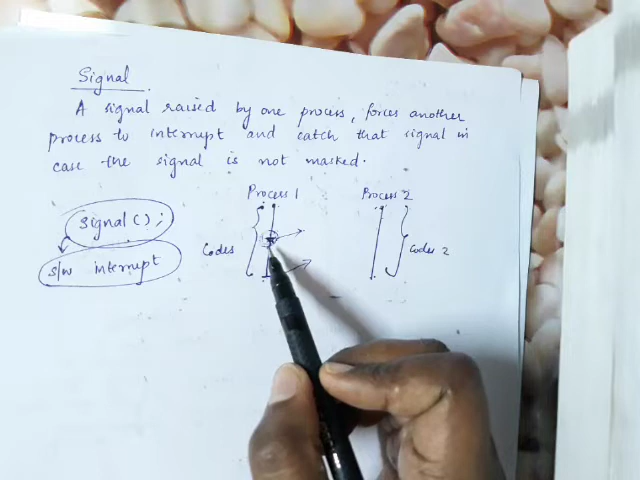 Signal
A signal raised by one process, forces another
process to interrupt and catch that signal in
case the signal is not masked.
Process 1 Process 2
signal();
Codes Codes 2
s/w interrupt